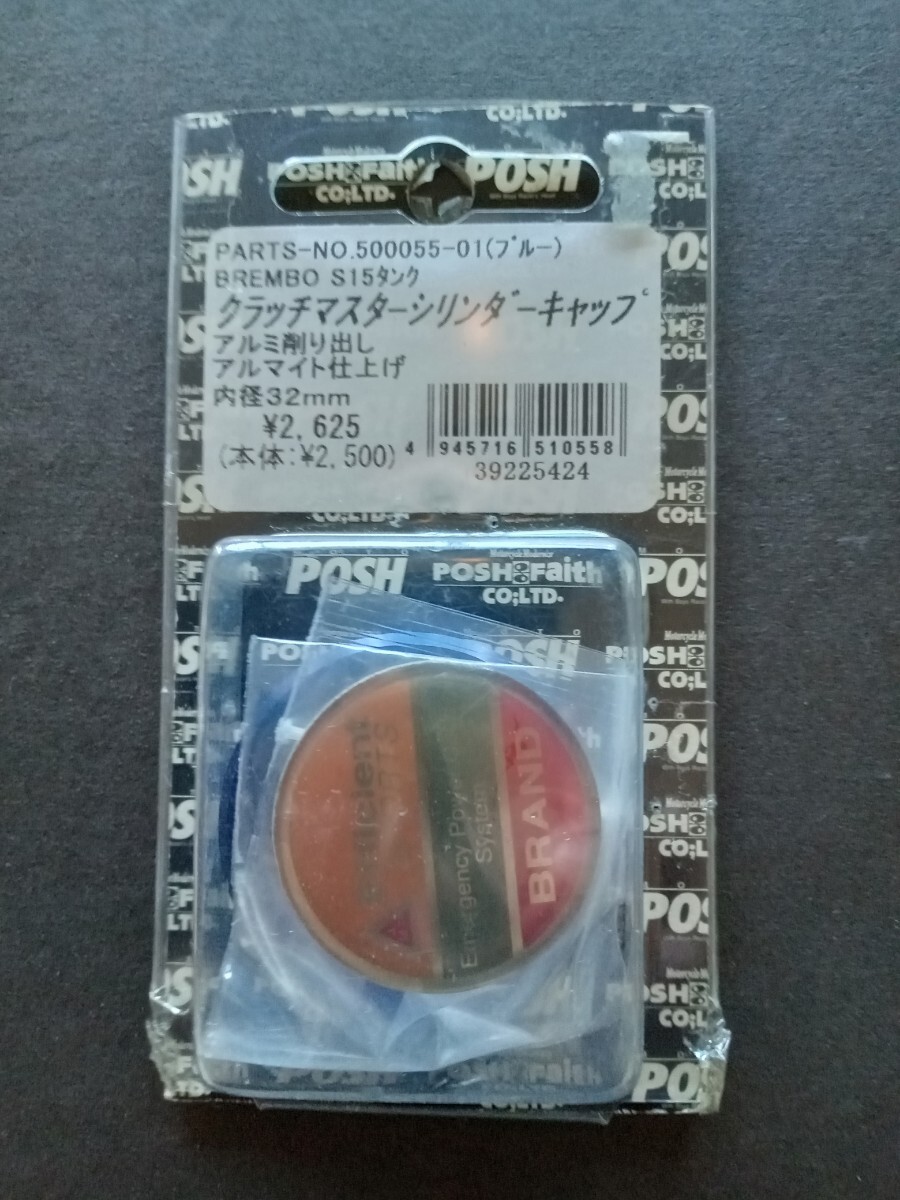 POSH Faith POSH
CO;LTD.
PARTS-NO.500055-01(ブルー)
BREMBO S15タンク
クラッチマスターシリンダーキャップ
アルミ削り出し
アルマイト仕上げ
内径32mm
¥2,625
(本体:¥2,500)
4 945716 510558
39225424
POSH
Motorcycle Modernize
POSH Faith
CO;LTD.
Emergency
System
BRAND
POSH